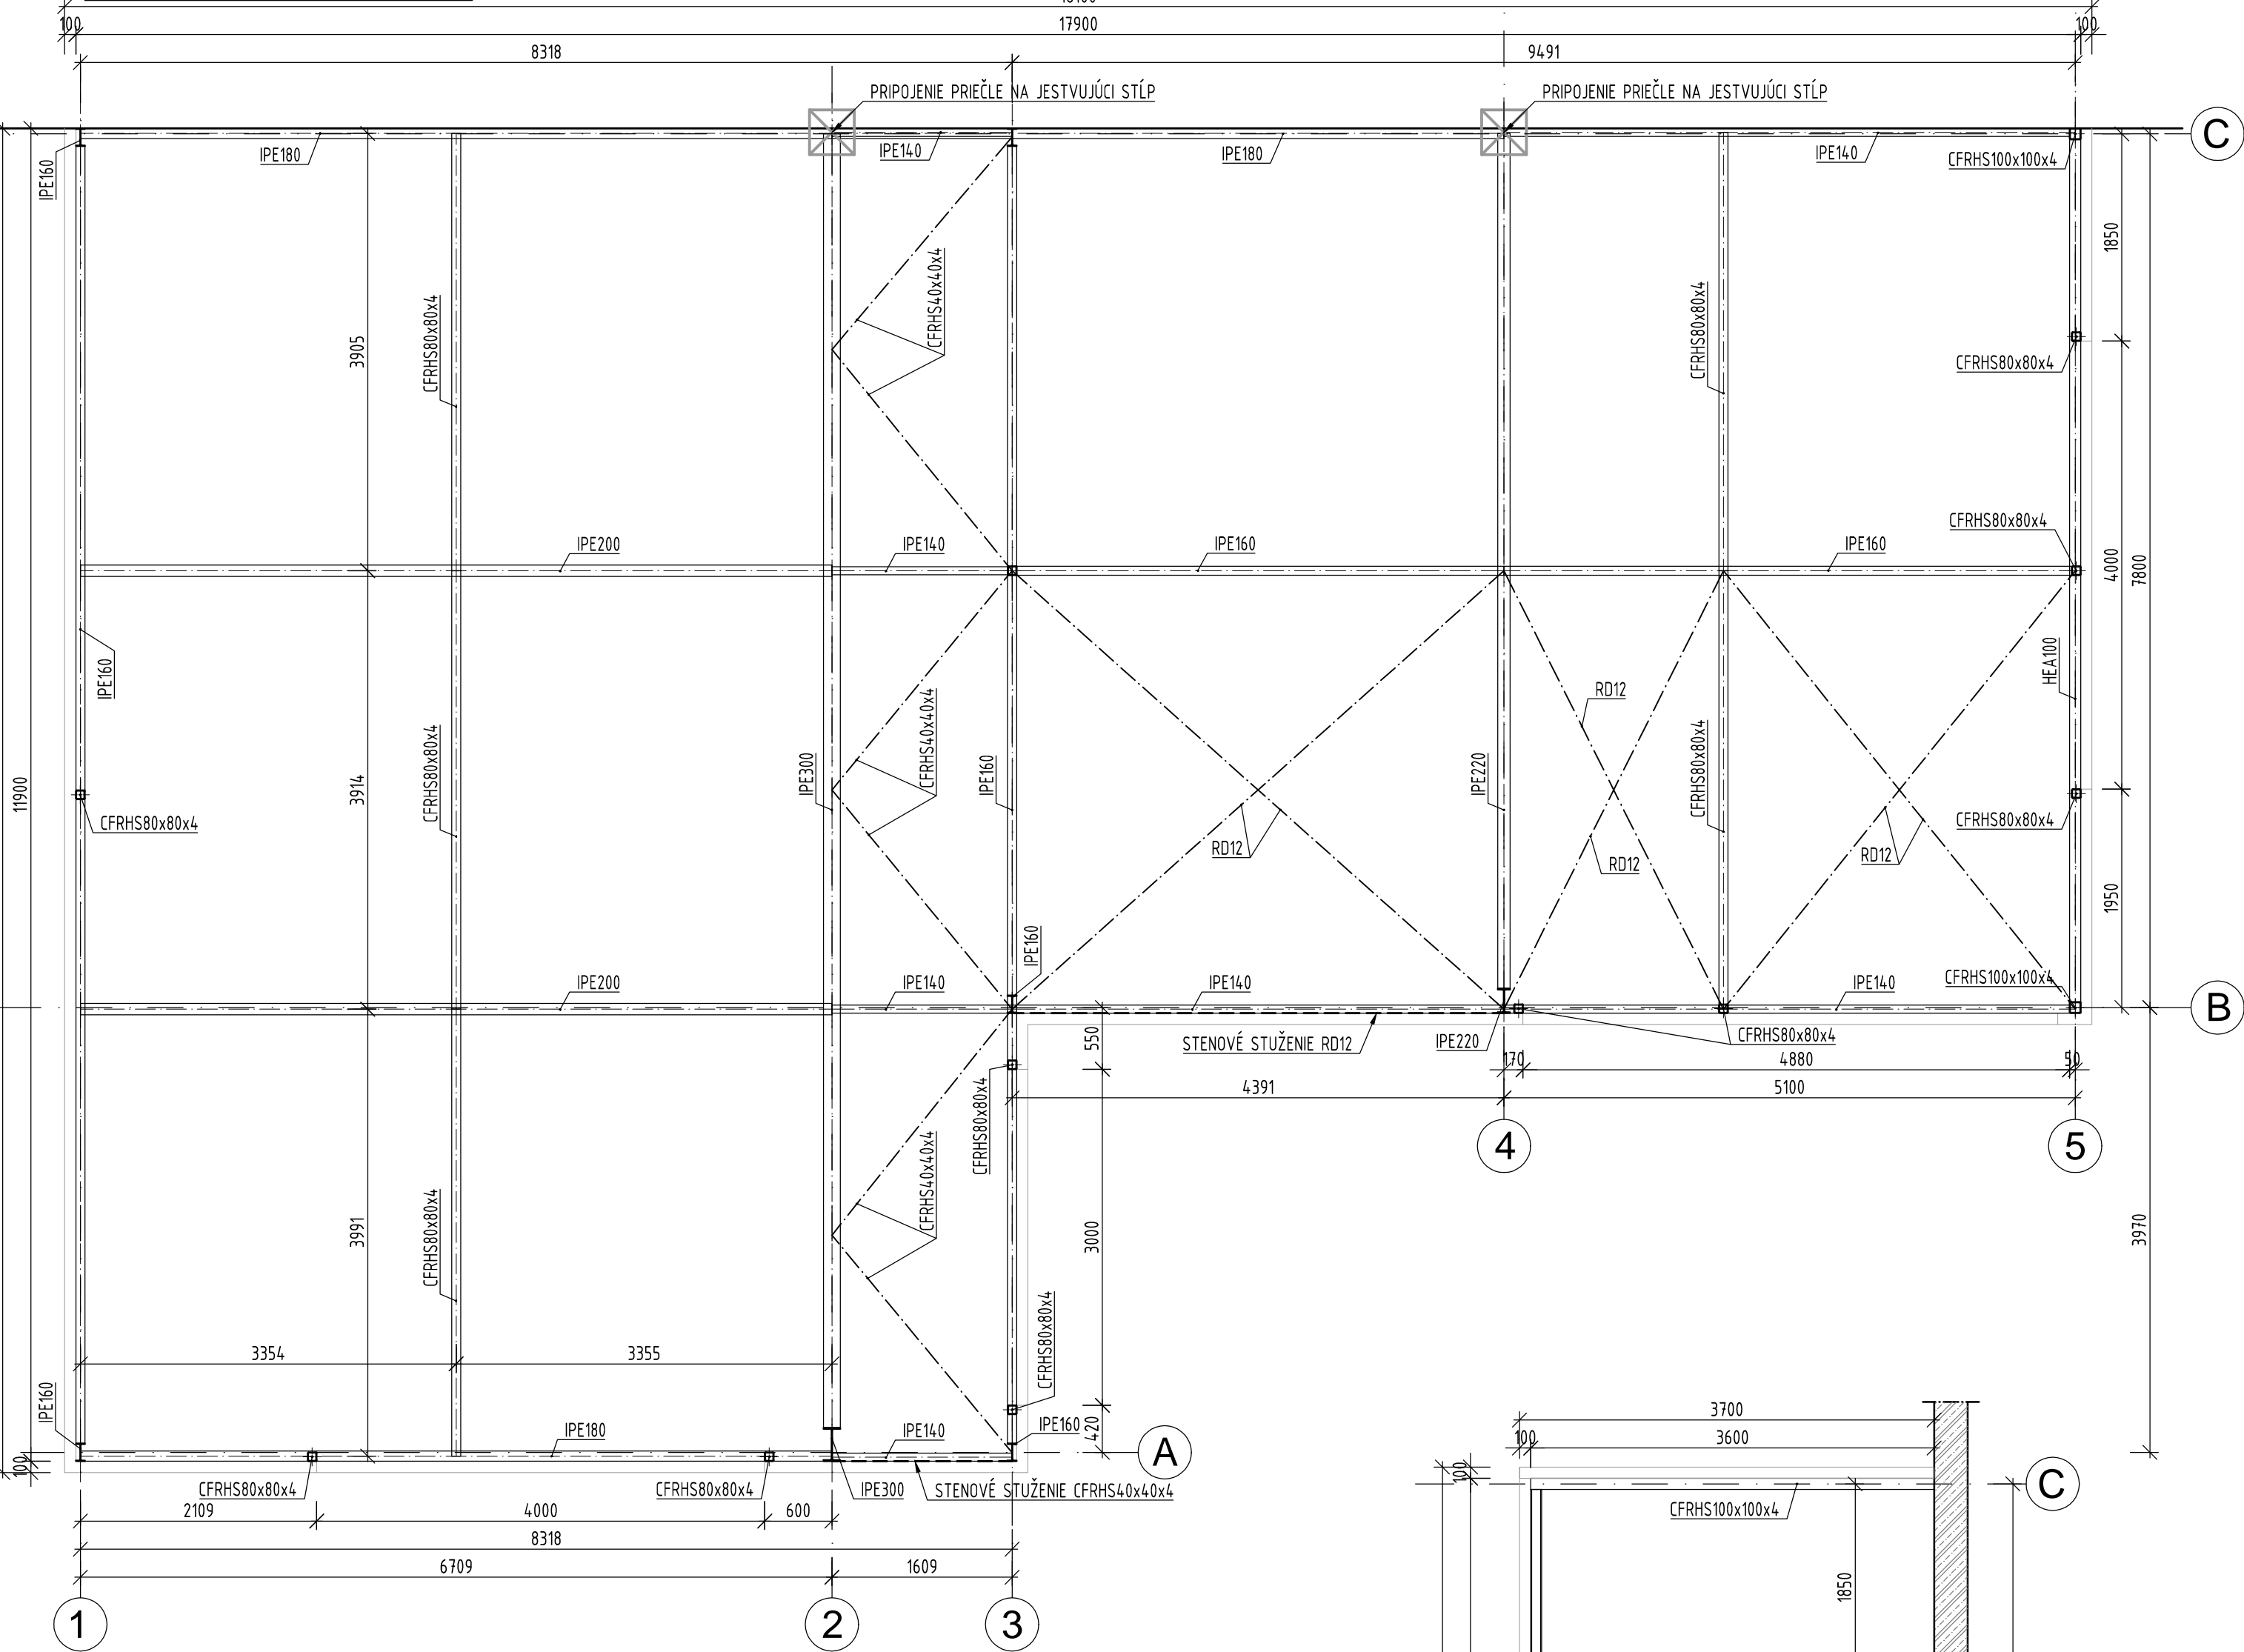 100
17900
100
8318
9491
PRIPOJENIE PRIEČLE NA JESTVUJÚCI STĹP
PRIPOJENIE PRIEČLE NA JESTVUJÚCI STĹP
C
IPE160
IPE180
IPE140
IPE180
IPE140
CFRHS100x100x4
1850
CFRHS40x40x4
CFRHS80x80x4
3905
CFRHS80x80x4
CFRHS80x80x4
CFRHS80x80x4
IPE200
IPE140
IPE160
IPE160
4000
7800
IPE160
HEA100
RD12
CFRHS40x40x4
CFRHS80x80x4
CFRHS80x80x4
11900
3914
IPE300
IPE160
IPE220
CFRHS80x80x4
CFRHS80x80x4
RD12
RD12
RD12
1950
IPE160
IPE200
IPE140
IPE140
IPE140
CFRHS100x100x4
B
550
STENOVÉ STUŽENIE RD12
IPE220
CFRHS80x80x4
170
4880
50
4391
5100
CFRHS80x80x4
4
5
CFRHS40x40x4
CFRHS80x80x4
3991
3000
3970
3354
3355
CFRHS80x80x4
IPE160
IPE180
IPE140
IPE160
420
A
100
CFRHS80x80x4
CFRHS80x80x4
IPE300
STENOVÉ STUŽENIE CFRHS40x40x4
2109
4000
600
8318
6709
1609
1
2
3
3700
100
3600
100
C
CFRHS100x100x4
1850